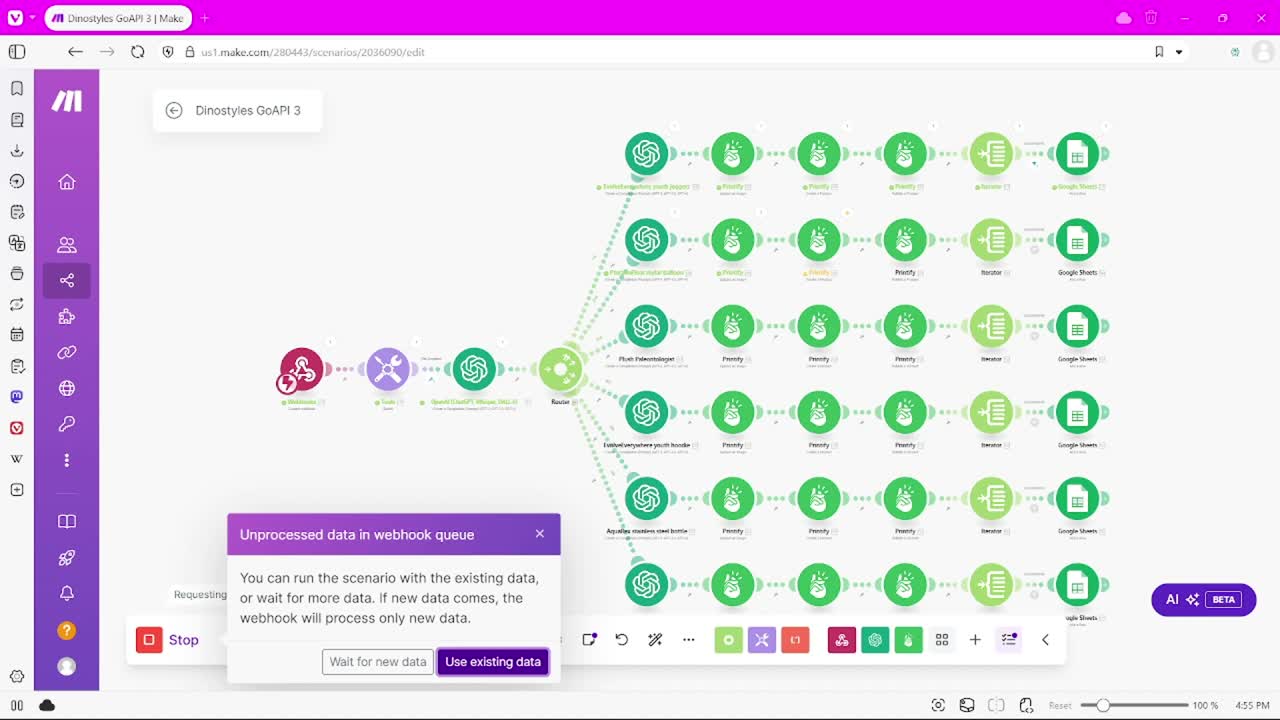 Dinostyles GoAPI 3 | Make
us1.make.com/280443/scenarios/2036090/edit
Dinostyles GoAPI 3
EvolveEverywhere youth joggers
Printify
Printify
Printify
Iterator
Google Sheets
Printify
Printify
Printify
Iterator
Google Sheets
Plush Paleontologist
Printify
Printify
Printify
Iterator
Google Sheets
Webhooks
Tools
OpenAI (ChatGPT, Whisper, DALL-E)
Router
EvolveEverywhere youth hoodie
Printify
Printify
Printify
Iterator
Google Sheets
AquaRex stainless steel bottle
Printify
Printify
Printify
Iterator
Google Sheets
Unprocessed data in webhook queue
You can run the scenario with the existing data,
or wait for more data. If new data comes, the
webhook will process only new data.
Wait for new data
Use existing data
Requesting
Stop
AI BETA
Sheets
Reset
100 %
4:55 PM